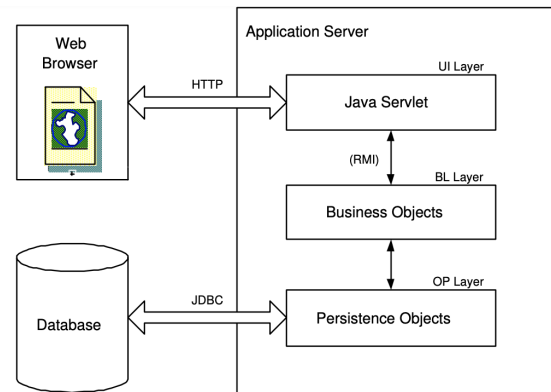 Web
Browser
Application Server
HTTP
UI Layer
Java Servlet
(RMI)
BL Layer
Business Objects
OP Layer
Persistence Objects
JDBC
Database